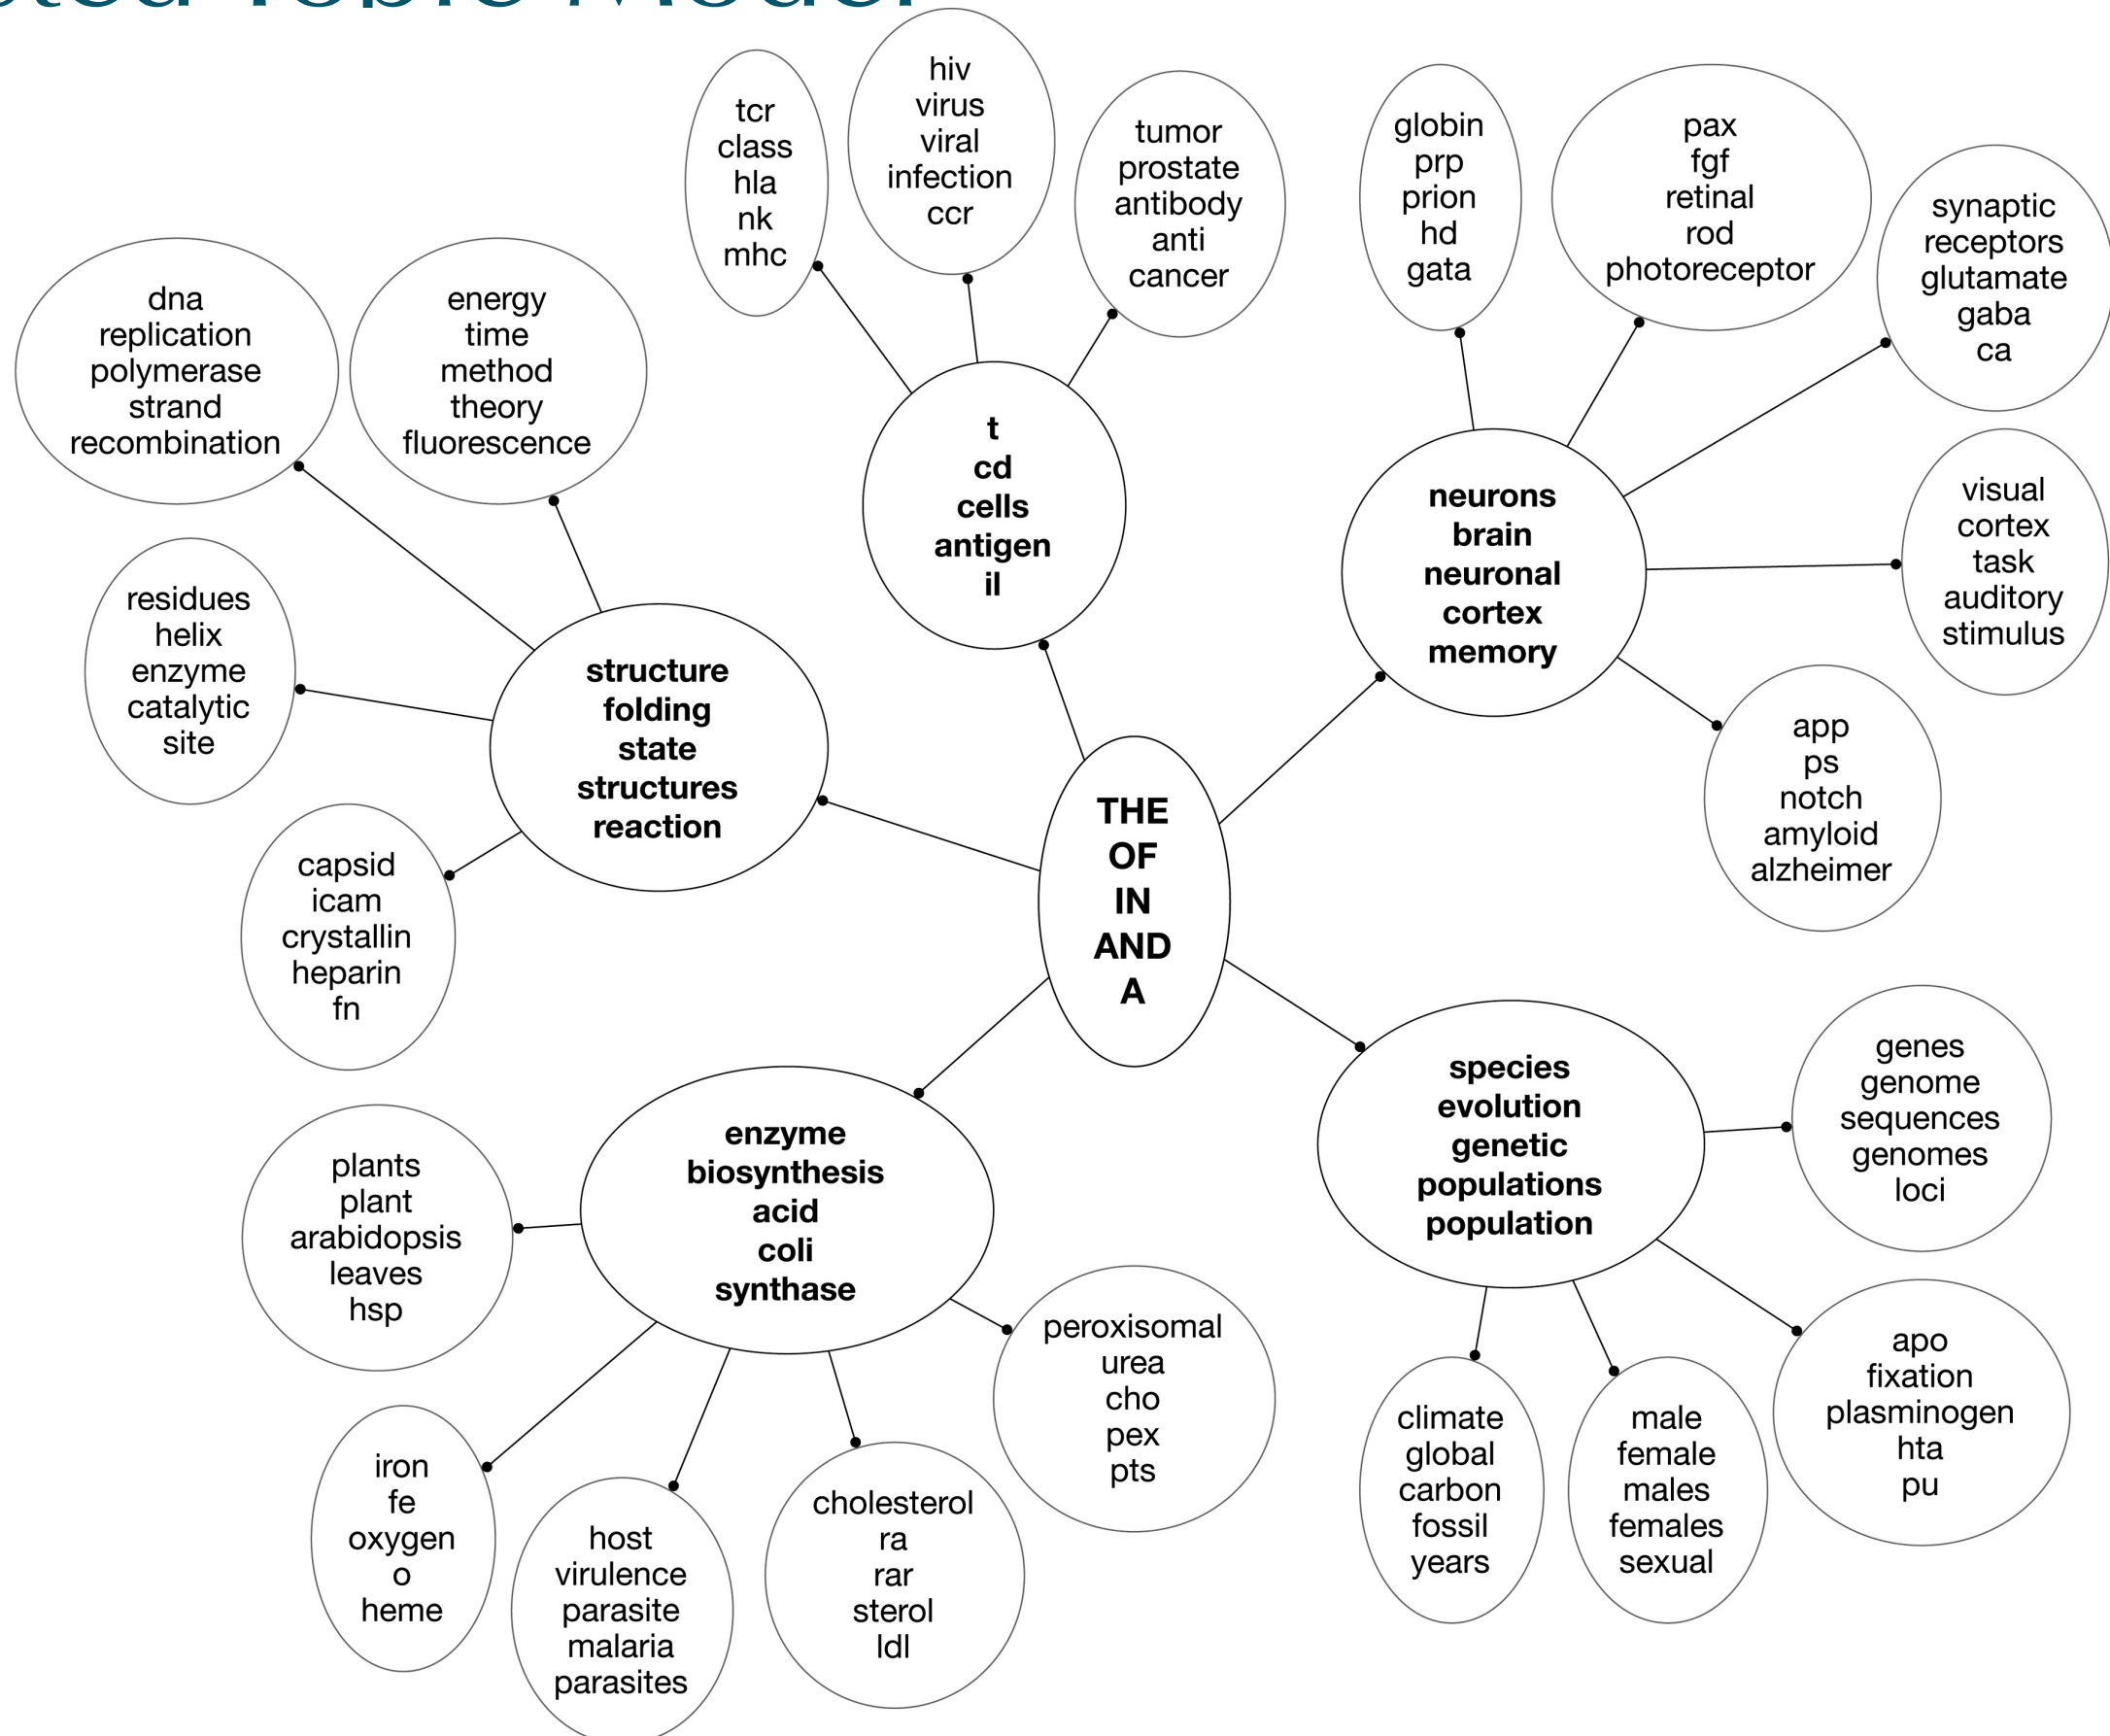 Topic Model
hiv
virus
viral
infection
ccr
tcr
class
hla
nk
mhc
tumor
prostate
antibody
anti
cancer
globin
prp
prion
hd
gata
pax
fgf
retinal
rod
photoreceptor
synaptic
receptors
glutamate
gaba
ca
dna
replication
polymerase
strand
recombination
energy
time
method
theory
fluorescence
t
cd
cells
antigen
il
neurons
brain
neuronal
cortex
memory
visual
cortex
task
auditory
stimulus
residues
helix
enzyme
catalytic
site
structure
folding
state
structures
reaction
app
ps
notch
amyloid
alzheimer
THE
OF
IN
AND
A
capsid
icam
crystallin
heparin
fn
species
evolution
genetic
populations
population
genes
genome
sequences
genomes
loci
enzyme
biosynthesis
acid
coli
synthase
plants
plant
arabidopsis
leaves
hsp
peroxisomal
urea
cho
pex
pts
apo
fixation
plasminogen
hta
pu
climate
global
carbon
fossil
years
male
female
males
females
sexual
iron
fe
oxygen
o
heme
host
virulence
parasite
malaria
parasites
cholesterol
ra
rar
sterol
ldl